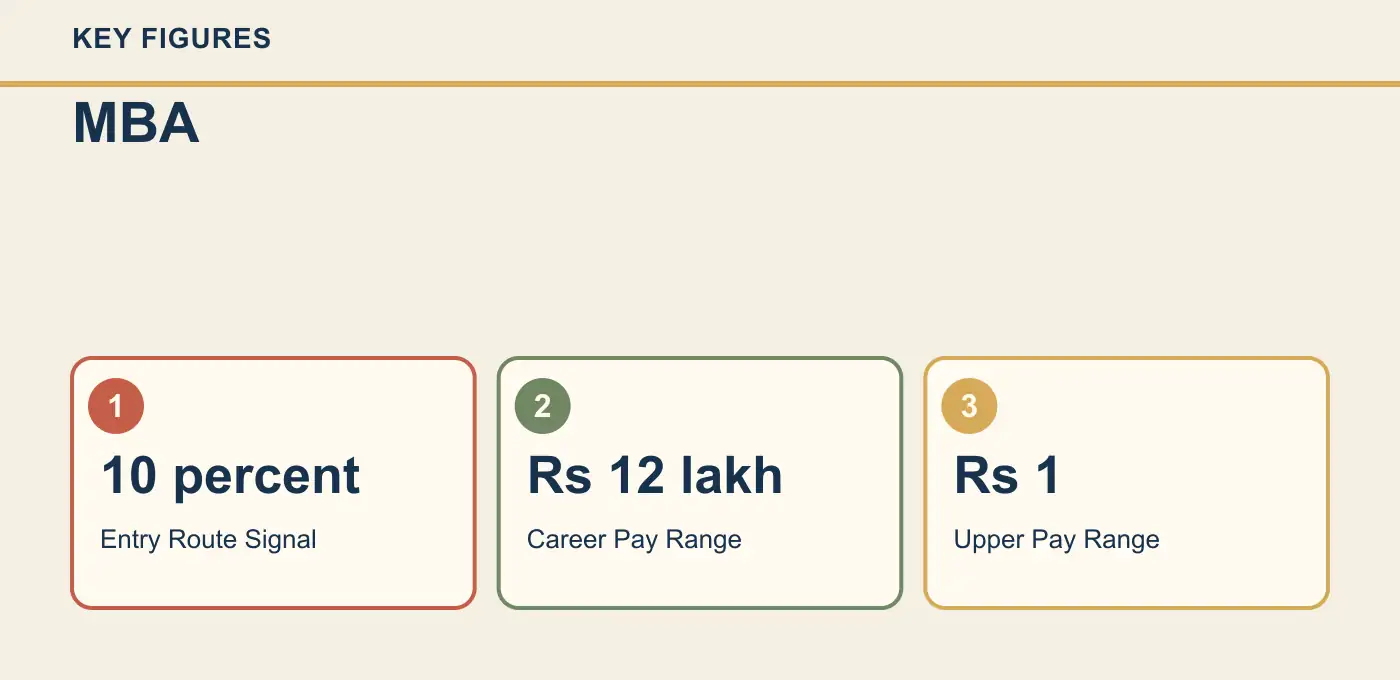 KEY FIGURES
MBA
1
10 percent
Entry Route Signal
2
Rs 12 lakh
Career Pay Range
3
Rs 1
Upper Pay Range